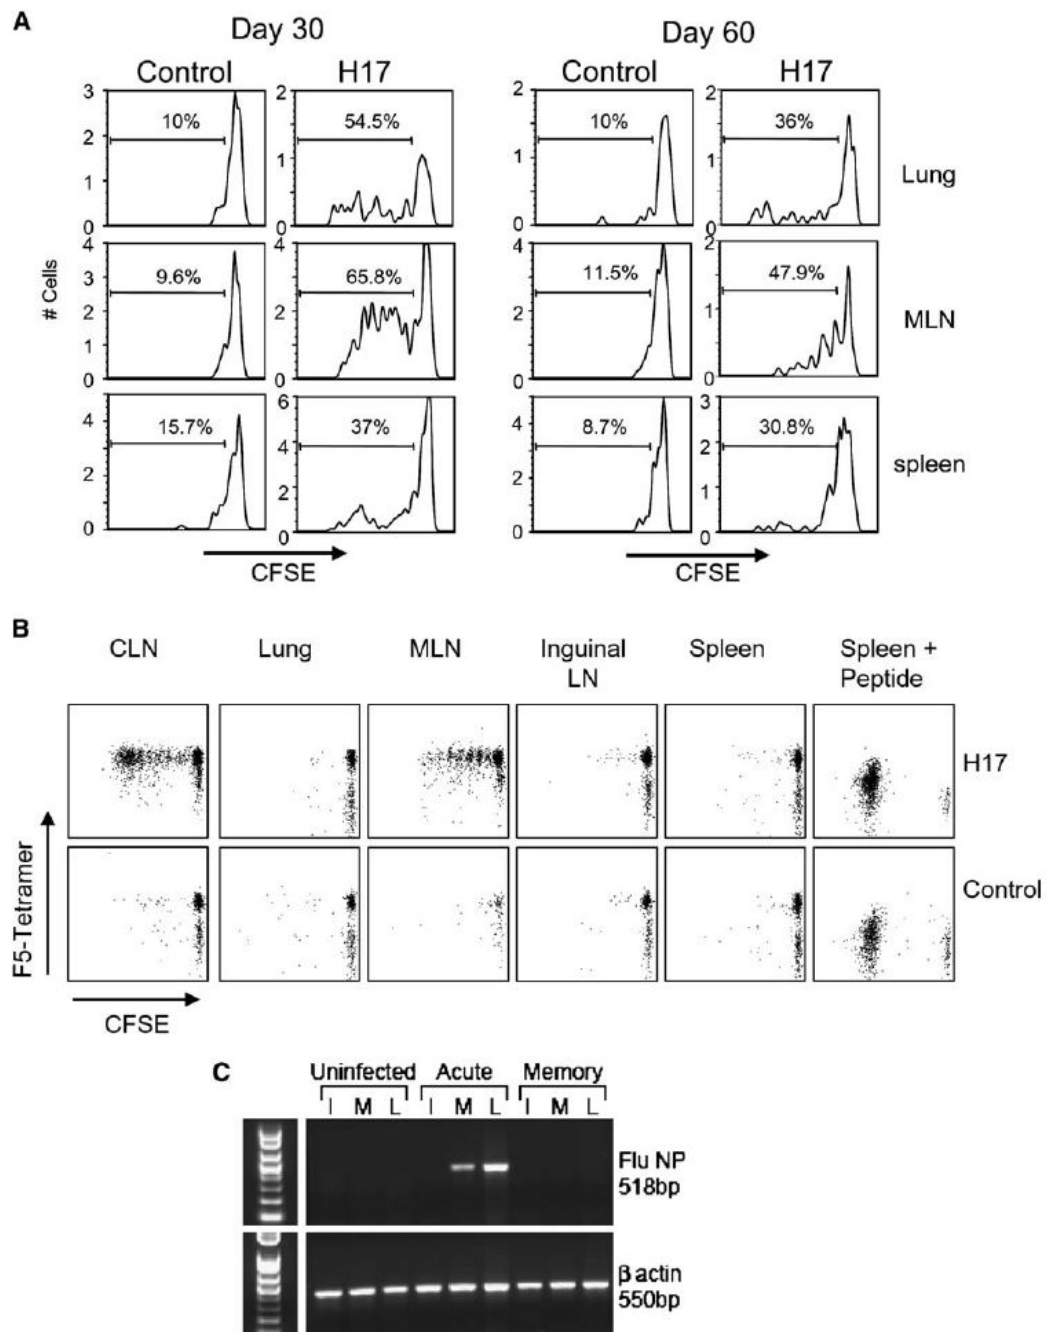 A
Day 30
Day 60
Control
H17
Control
H17
3
2
1
0
10%
2
1
0
54.5%
2
1
0
10%
2
1
0
36%
Lung
# Cells
4
3
2
1
0
9.6%
4
3
2
1
0
65.8%
4
3
2
1
0
11.5%
2
1
0
47.9%
MLN
4
2
0
15.7%
6
4
2
0
37%
4
2
0
8.7%
3
2
1
0
30.8%
spleen
CFSE
CFSE
B
CLN
Lung
MLN
Inguinal
LN
Spleen
Spleen +
Peptide
H17
Control
F5-Tetramer
CFSE
C
Uninfected
Acute
Memory
I M L I M L I M L
Flu NP
518bp
β actin
550bp